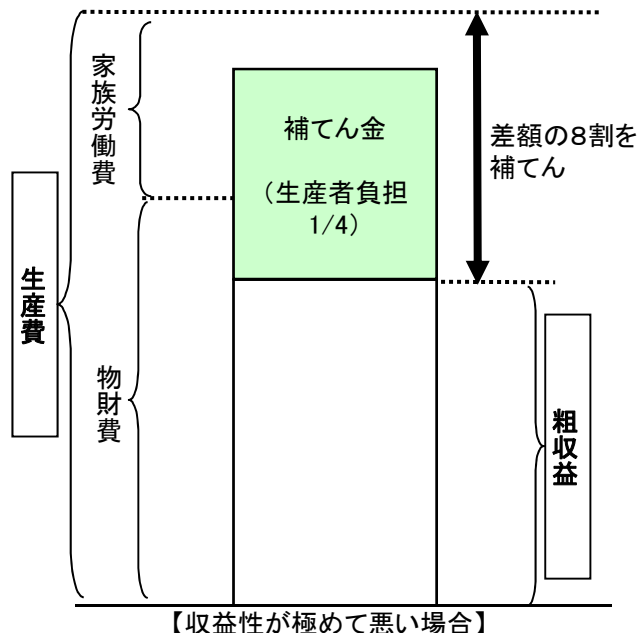 家族労働費
補てん金
（生産者負担
1/4）
差額の８割を
補てん
生産費
物財費
粗収益
【収益性が極めて悪い場合】